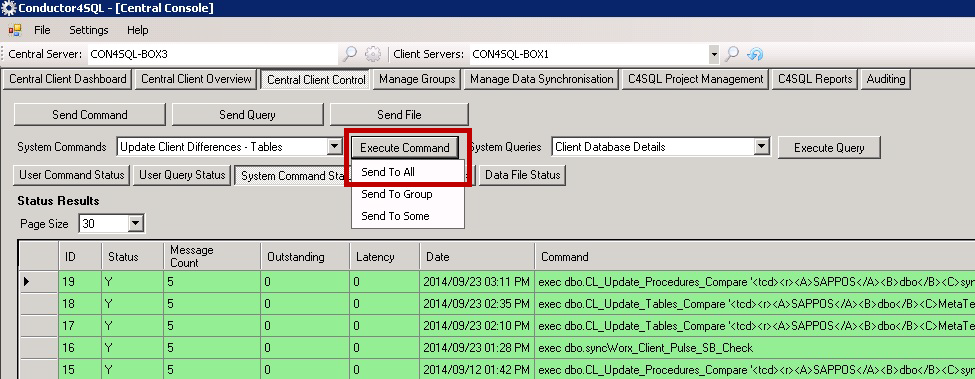 Conductor4SQL - [Central Console]
File Settings Help
Central Server: CON4SQL-BOX3 Client Servers: CON4SQL-BOX1
Central Client Dashboard Central Client Overview Central Client Control Manage Groups Manage Data Synchronisation C4SQL Project Management C4SQL Reports Auditing
Send Command Send Query Send File
System Commands Update Client Differences - Tables Execute Command System Queries Client Database Details Execute Query
Send To All
Send To Group
Send To Some
User Command Status User Query Status System Command Stat Data File Status
Status Results
Page Size 30
ID Status Message Count Outstanding Latency Date Command
19 Y 5 0 0 2014/09/23 03:11 PM exec dbo.CL_Update_Procedures_Compare '<tcd><r><A>SAPPOS</A><B>dbo</B><C>syn
18 Y 5 0 0 2014/09/23 02:35 PM exec dbo.CL_Update_Tables_Compare '<tcd><r><A>SAPPOS</A><B>dbo</B><C>MetaTe
17 Y 5 0 0 2014/09/23 02:10 PM exec dbo.CL_Update_Tables_Compare '<tcd><r><A>SAPPOS</A><B>dbo</B><C>MetaTe
16 Y 5 0 0 2014/09/23 01:28 PM exec dbo.syncWorx_Client_Pulse_SB_Check
15 Y 5 0 0 2014/09/12 01:42 PM exec dbo.CL_Update_Procedures_Compare '<tcd><r><A>SAPPOS</A><B>dbo</B><C>syn